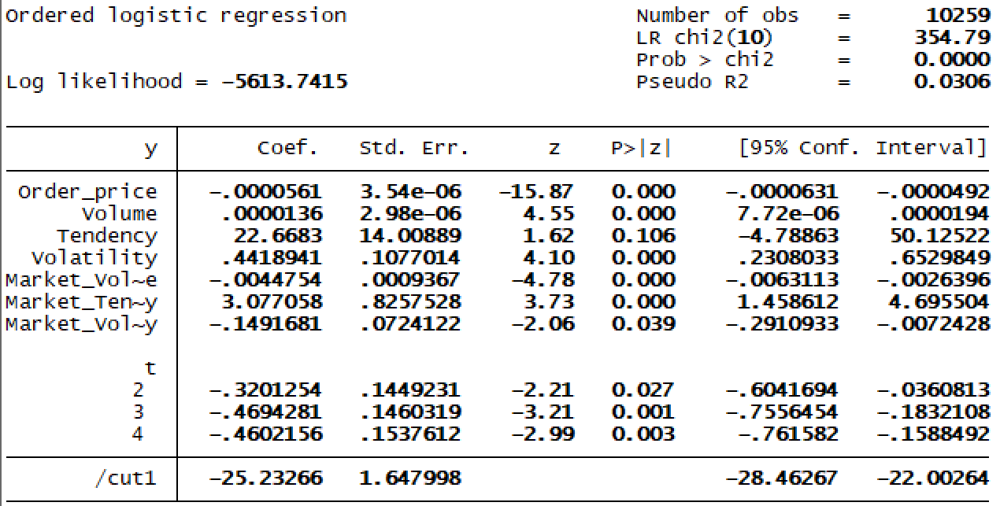 Ordered logistic regression Number of obs = 10259
LR chi2(10) = 354.79
Prob > chi2 = 0.0000
Log likelihood = -5613.7415 Pseudo R2 = 0.0306
y Coef. Std. Err. z P>|z| [95% Conf. Interval]
Order_price -.0000561 3.54e-06 -15.87 0.000 -.0000631 -.0000492
Volume .0000136 2.98e-06 4.55 0.000 7.72e-06 .0000194
Tendency 22.6683 14.00889 1.62 0.106 -4.78863 50.12522
Volatility .4418941 .1077014 4.10 0.000 .2308033 .6529849
Market_Vol~e -.0044754 .0009367 -4.78 0.000 -.0063113 -.0026396
Market_Ten~y 3.077058 .8257528 3.73 0.000 1.458612 4.695504
Market_Vol~y -.1491681 .0724122 -2.06 0.039 -.2910933 -.0072428
t
2 -.3201254 .1449231 -2.21 0.027 -.6041694 -.0360813
3 -.4694281 .1460319 -3.21 0.001 -.7556454 -.1832108
4 -.4602156 .1537612 -2.99 0.003 -.761582 -.1588492
/cut1 -25.23266 1.647998 -28.46267 -22.00264